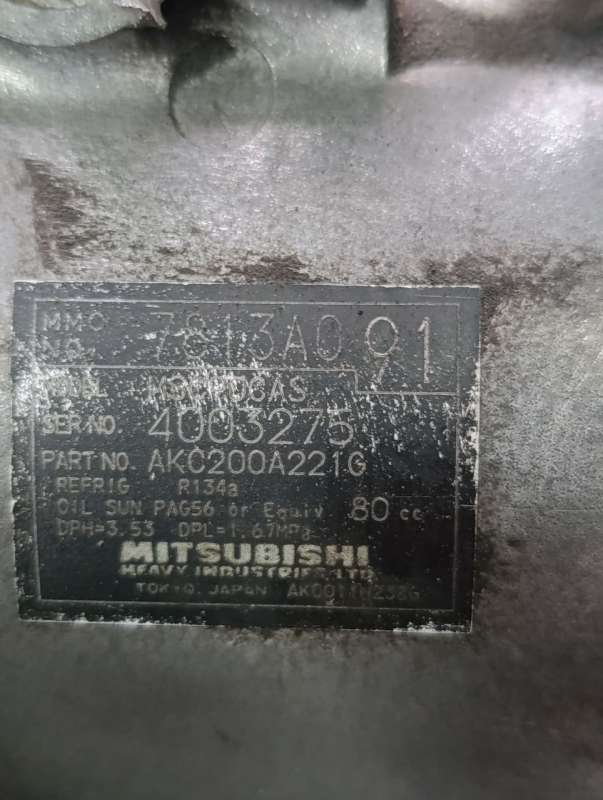 MMC
NO. 7813A091
MODEL
SER NO. 4003275
PART NO. AKC200A221G
REFRIG R134a
OIL SUN PAG56 or Equiv 80 cc
DPH=3.53 DPL=1.67MPa
MITSUBISHI
HEAVY INDUSTRIES, LTD.
TOKYO, JAPAN